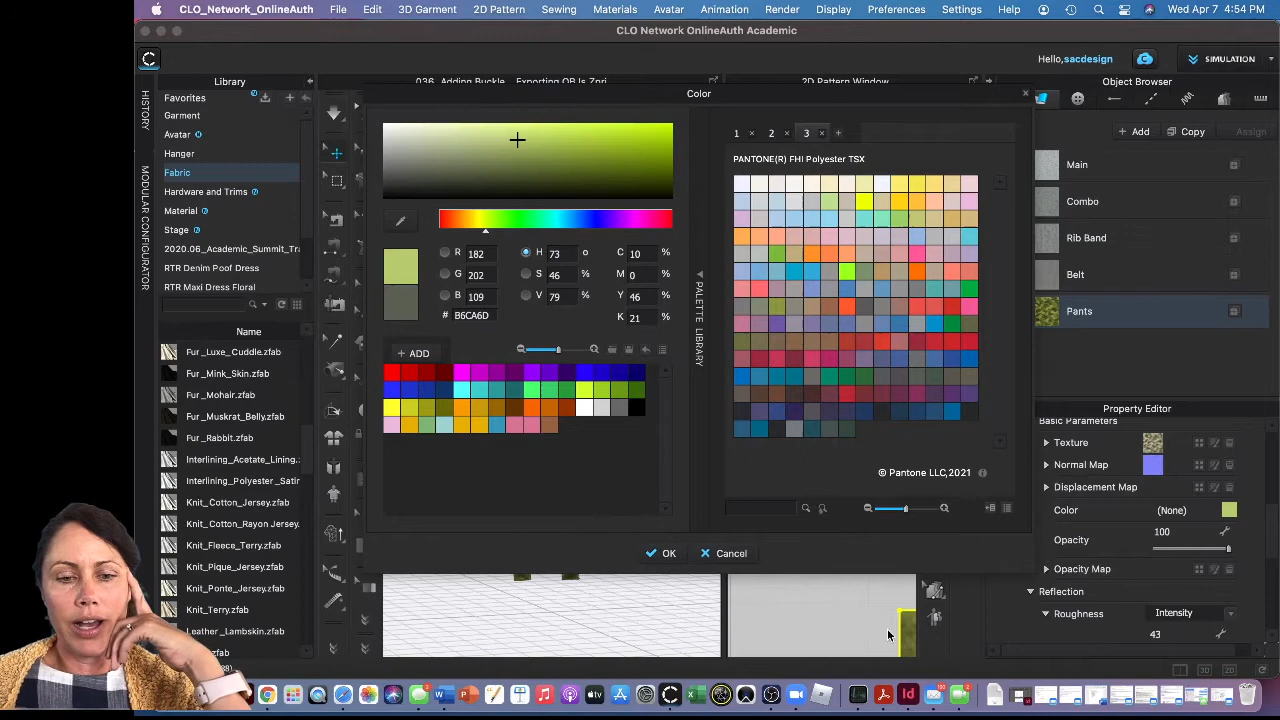 CLO_Network_OnlineAuth File Edit 3D Garment 2D Pattern Sewing Materials Avatar Animation Render Display Preferences Settings Help Wed Apr 7 4:54 PM
CLO Network OnlineAuth Academic
Hello, sacdesign SIMULATION
HISTORY
MODULAR CONFIGURATOR
Library
Favorites
Garment
Avatar
Hanger
Fabric
Hardware and Trims
Material
Stage
2020.06_Academic_Summit_Tra
RTR Denim Poof Dress
RTR Maxi Dress Floral
Name
Fur_Luxe_Cuddle.zfab
Fur_Mink_Skin.zfab
Fur_Mohair.zfab
Fur_Muskrat_Belly.zfab
Fur_Rabbit.zfab
Interlining_Acetate_Lining.
Interlining_Polyester_Satir
Knit_Cotton_Jersey.zfab
Knit_Cotton_Rayon Jersey.
Knit_Fleece_Terry.zfab
Knit_Pique_Jersey.zfab
Knit_Ponte_Jersey.zfab
Knit_Terry.zfab
Leather_Lambskin.zfab
2D Pattern Window
Color
R 182 H 73 o C 10 %
G 202 S 46 % M 0 %
B 109 V 79 % Y 46 %
# B6CA6D K 21 %
+ ADD
PALETTE LIBRARY
1 × 2 × 3 × +
PANTONE(R) FHI Polyester TSX
© Pantone LLC,2021
OK Cancel
Object Browser
+ Add Copy Assign
Main
Combo
Rib Band
Belt
Pants
Property Editor
Basic Parameters
Texture
Normal Map
Displacement Map
Color (None)
Opacity 100
Opacity Map
Reflection
Roughness Intensity
43
3D 2D